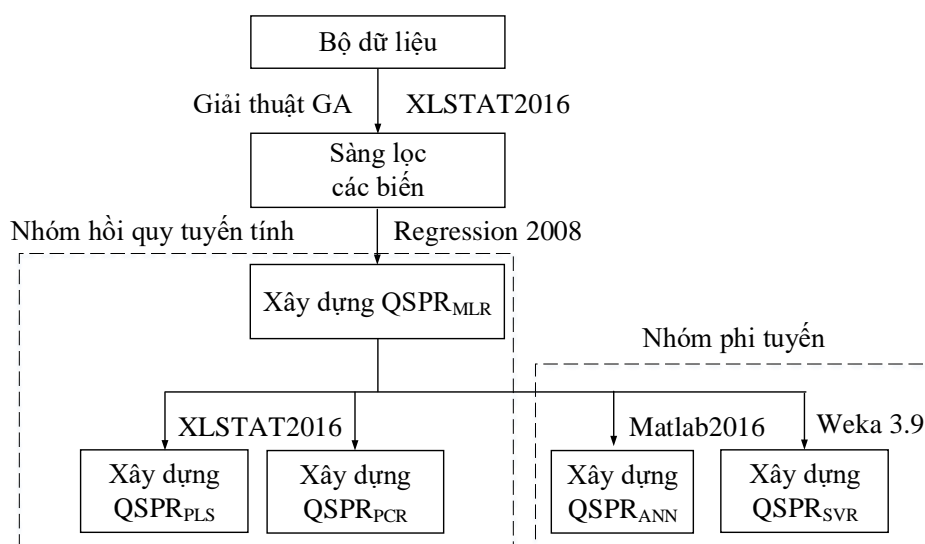 Bộ dữ liệu
Giải thuật GA XLSTAT2016
Sàng lọc
các biến
Nhóm hồi quy tuyến tính Regression 2008
Xây dựng QSPRMLR
Nhóm phi tuyến
XLSTAT2016 Matlab2016 Weka 3.9
Xây dựng
QSPRPLS
Xây dựng
QSPRPCR
Xây dựng
QSPRANN
Xây dựng
QSPRSVR